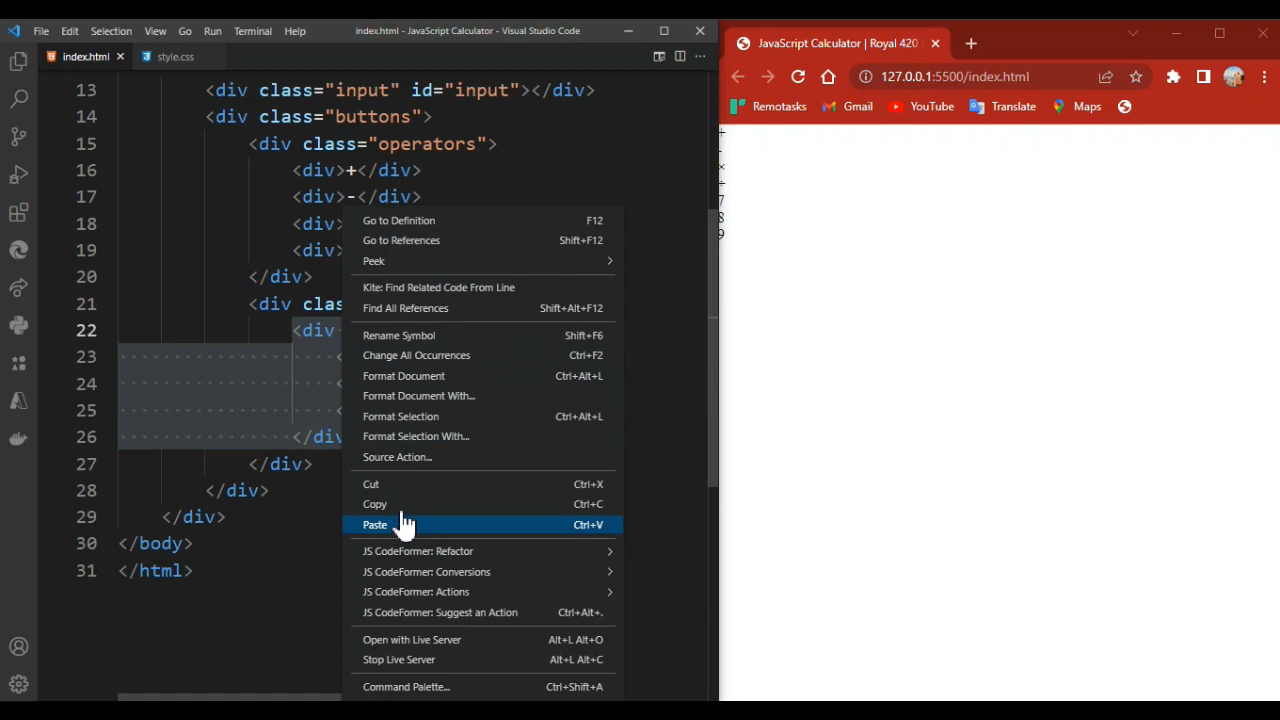 File Edit Selection View Go Run Terminal Help index.html - JavaScript Calculator - Visual Studio Code
index.html style.css
13 <div class="input" id="input"></div>
14 <div class="buttons">
15 <div class="operators">
16 <div>+</div>
17 <div>-</div>
18 <div>
19 <div>
20 </div>
21 <div clas
22 <div
23 <
24 <
25 <
26 </div
27 </div>
28 </div>
29 </div>
30 </body>
31 </html>
Go to Definition F12
Go to References Shift+F12
Peek
Kite: Find Related Code From Line
Find All References Shift+Alt+F12
Rename Symbol Shift+F6
Change All Occurrences Ctrl+F2
Format Document Ctrl+Alt+L
Format Document With...
Format Selection Ctrl+Alt+L
Format Selection With...
Source Action...
Cut Ctrl+X
Copy Ctrl+C
Paste Ctrl+V
JS CodeFormer: Refactor
JS CodeFormer: Conversions
JS CodeFormer: Actions
JS CodeFormer: Suggest an Action Ctrl+Alt+.
Open with Live Server Alt+L Alt+O
Stop Live Server Alt+L Alt+C
Command Palette... Ctrl+Shift+A
JavaScript Calculator | Royal 420
127.0.0.1:5500/index.html
Remotasks Gmail YouTube Translate Maps
+
-
×
÷
7
8
9